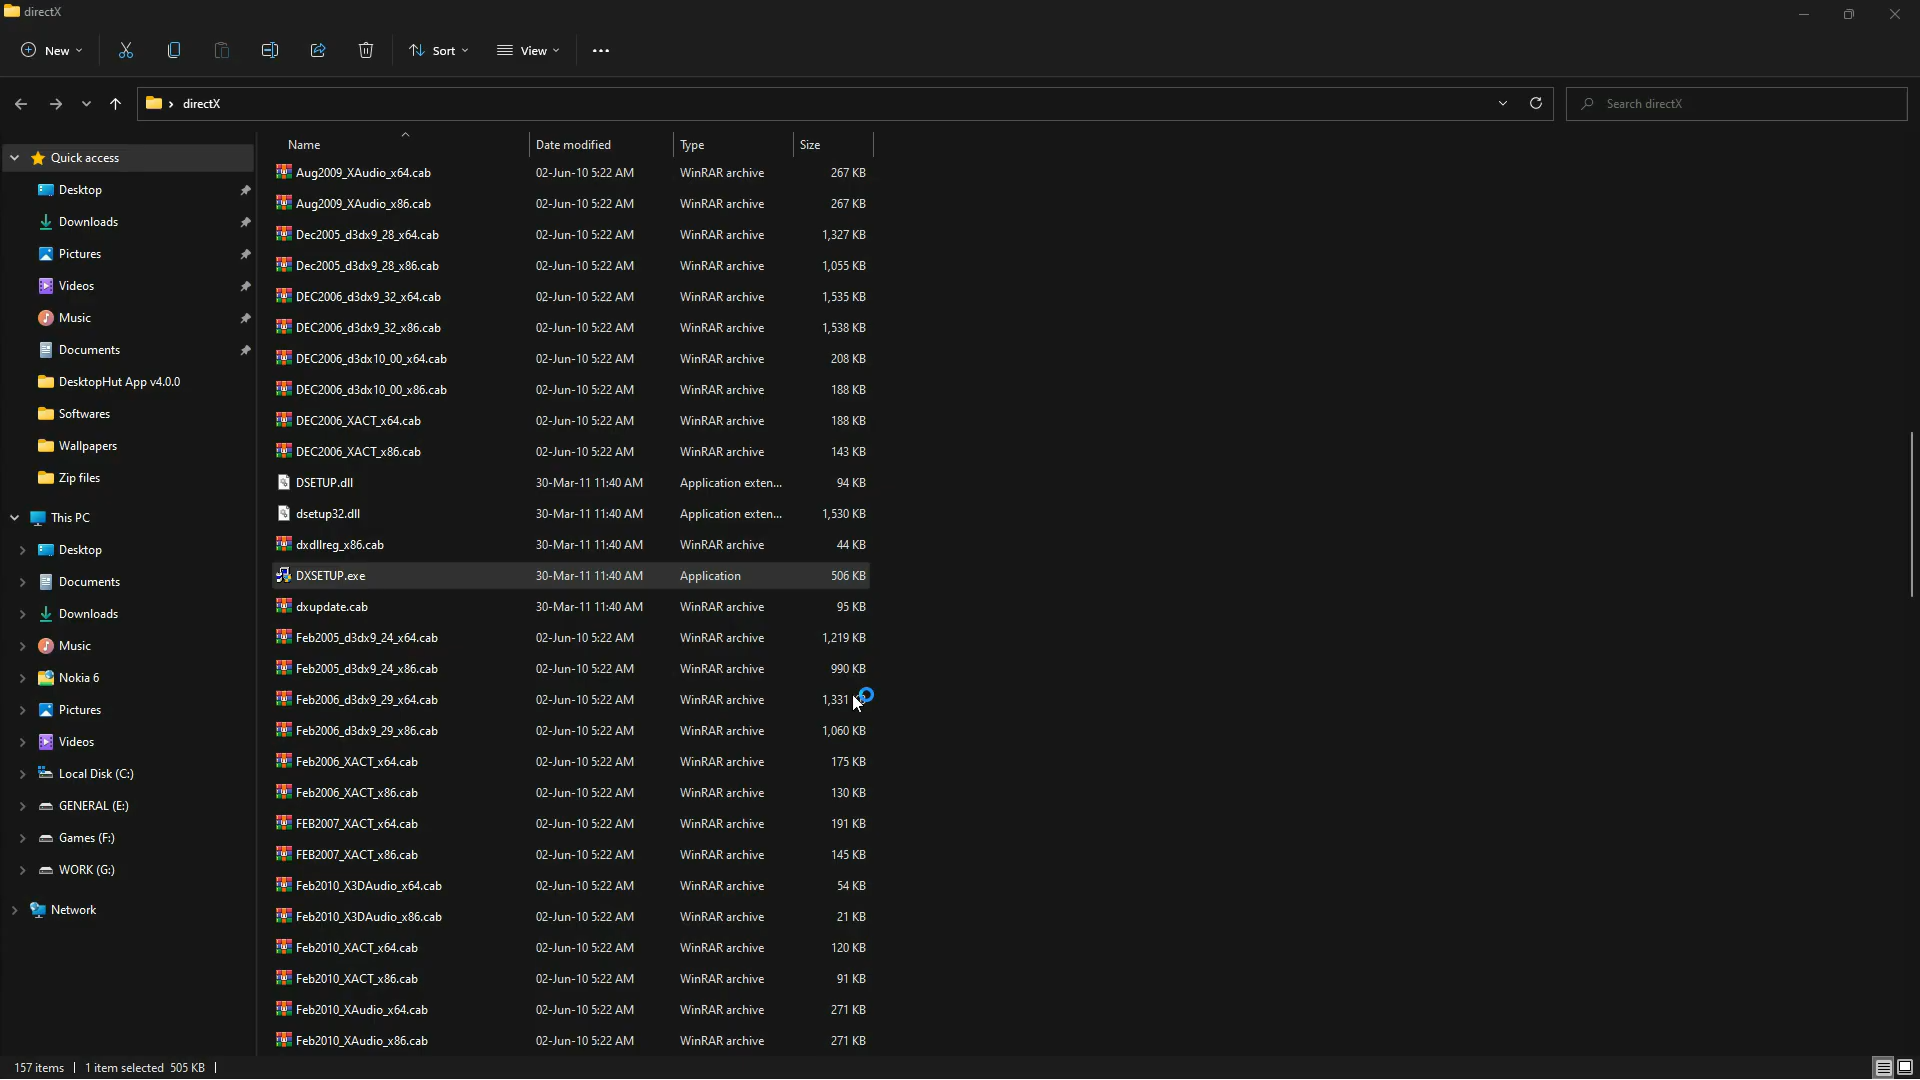 directX
New
Sort
View
directX
Search directX
Name Date modified Type Size
Quick access
Desktop
Downloads
Pictures
Videos
Music
Documents
DesktopHut App v4.0.0
Softwares
Wallpapers
Zip files
This PC
Desktop
Documents
Downloads
Music
Nokia 6
Pictures
Videos
Local Disk (C:)
GENERAL (E:)
Games (F:)
WORK (G:)
Network
Aug2009_XAudio_x64.cab 02-Jun-10 5:22 AM WinRAR archive 267 KB
Aug2009_XAudio_x86.cab 02-Jun-10 5:22 AM WinRAR archive 267 KB
Dec2005_d3dx9_28_x64.cab 02-Jun-10 5:22 AM WinRAR archive 1,327 KB
Dec2005_d3dx9_28_x86.cab 02-Jun-10 5:22 AM WinRAR archive 1,055 KB
DEC2006_d3dx9_32_x64.cab 02-Jun-10 5:22 AM WinRAR archive 1,535 KB
DEC2006_d3dx9_32_x86.cab 02-Jun-10 5:22 AM WinRAR archive 1,538 KB
DEC2006_d3dx10_00_x64.cab 02-Jun-10 5:22 AM WinRAR archive 208 KB
DEC2006_d3dx10_00_x86.cab 02-Jun-10 5:22 AM WinRAR archive 188 KB
DEC2006_XACT_x64.cab 02-Jun-10 5:22 AM WinRAR archive 188 KB
DEC2006_XACT_x86.cab 02-Jun-10 5:22 AM WinRAR archive 143 KB
DSETUP.dll 30-Mar-11 11:40 AM Application exten... 94 KB
dsetup32.dll 30-Mar-11 11:40 AM Application exten... 1,530 KB
dxdllreg_x86.cab 30-Mar-11 11:40 AM WinRAR archive 44 KB
DXSETUP.exe 30-Mar-11 11:40 AM Application 506 KB
dxupdate.cab 30-Mar-11 11:40 AM WinRAR archive 95 KB
Feb2005_d3dx9_24_x64.cab 02-Jun-10 5:22 AM WinRAR archive 1,219 KB
Feb2005_d3dx9_24_x86.cab 02-Jun-10 5:22 AM WinRAR archive 990 KB
Feb2006_d3dx9_29_x64.cab 02-Jun-10 5:22 AM WinRAR archive 1,331
Feb2006_d3dx9_29_x86.cab 02-Jun-10 5:22 AM WinRAR archive 1,060 KB
Feb2006_XACT_x64.cab 02-Jun-10 5:22 AM WinRAR archive 175 KB
Feb2006_XACT_x86.cab 02-Jun-10 5:22 AM WinRAR archive 130 KB
FEB2007_XACT_x64.cab 02-Jun-10 5:22 AM WinRAR archive 191 KB
FEB2007_XACT_x86.cab 02-Jun-10 5:22 AM WinRAR archive 145 KB
Feb2010_X3DAudio_x64.cab 02-Jun-10 5:22 AM WinRAR archive 54 KB
Feb2010_X3DAudio_x86.cab 02-Jun-10 5:22 AM WinRAR archive 21 KB
Feb2010_XACT_x64.cab 02-Jun-10 5:22 AM WinRAR archive 120 KB
Feb2010_XACT_x86.cab 02-Jun-10 5:22 AM WinRAR archive 91 KB
Feb2010_XAudio_x64.cab 02-Jun-10 5:22 AM WinRAR archive 271 KB
Feb2010_XAudio_x86.cab 02-Jun-10 5:22 AM WinRAR archive 271 KB
157 items 1 item selected 505 KB